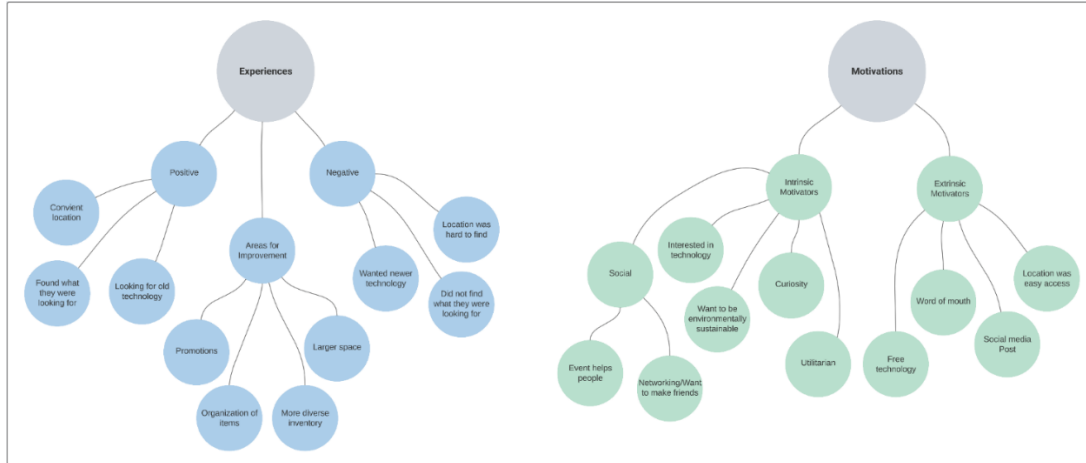 Experiences
Positive
Convient
location
Found what
they were
looking for
Looking for old
technology
Areas for
Improvement
Promotions
Organization of
items
More diverse
inventory
Larger space
Negative
Wanted newer
technology
Did not find
what they were
looking for
Location was
hard to find
Motivations
Intrinsic
Motivators
Social
Event helps
people
Networking/Want
to make friends
Interested in
technology
Want to be
environmentally
sustainable
Curiosity
Utilitarian
Extrinsic
Motivators
Free
technology
Word of mouth
Social media
Post
Location was
easy access